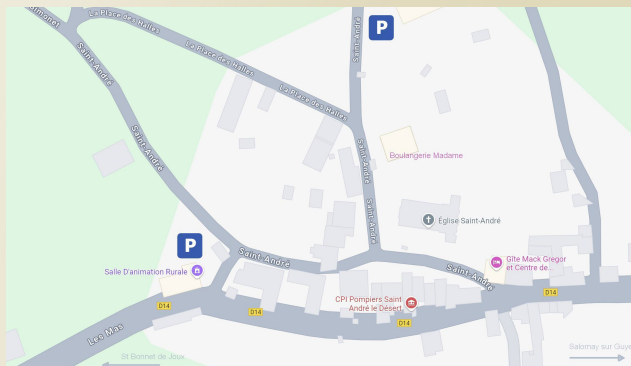 Simonet
La Place des Halles
P
Saint-André
La Place des Halles
Saint-André
La Place des Halles
Saint-André
Saint-André
Boulangerie Madame
Saint-André
Église Saint-André
P
Saint-André
Salle D'animation Rurale
Saint-André
Gîte Mack Gregor
et Centre de...
D14
D14
CPI Pompiers Saint
André le Désert
D14
D14
Les Mas
St Bonnet de Joux
Salornay sur Guye